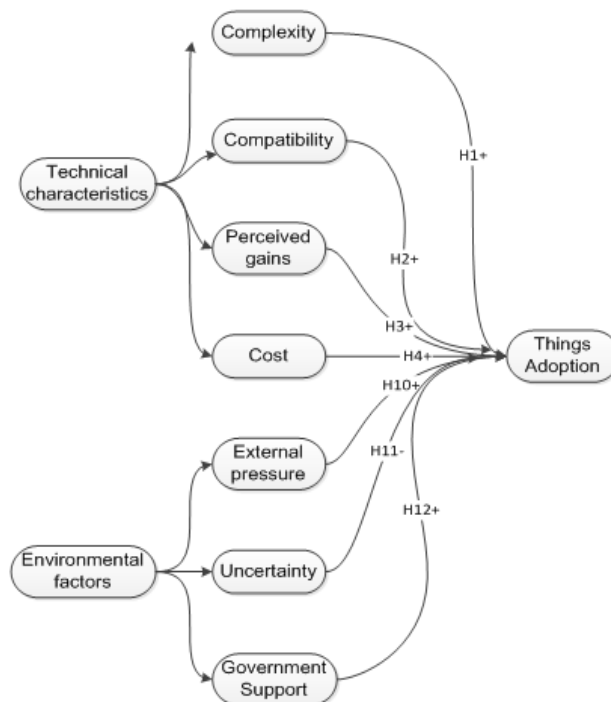 Complexity
Compatibility
H1+
Technical
characteristics
Perceived
gains
H2+
H3+
Cost
H4+
Things
Adoption
H10+
External
pressure
H11-
H12+
Environmental
factors
Uncertainty
Government
Support